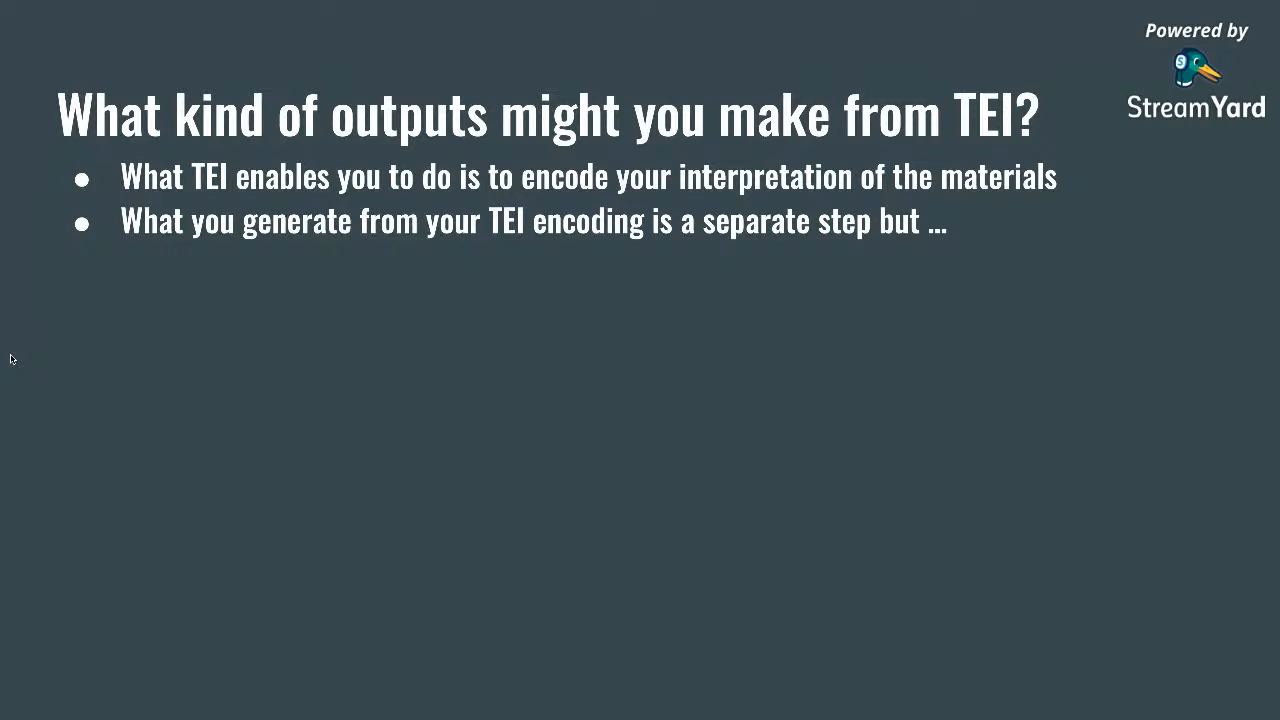 Powered by
StreamYard
What kind of outputs might you make from TEI?
● What TEI enables you to do is to encode your interpretation of the materials
● What you generate from your TEI encoding is a separate step but ...